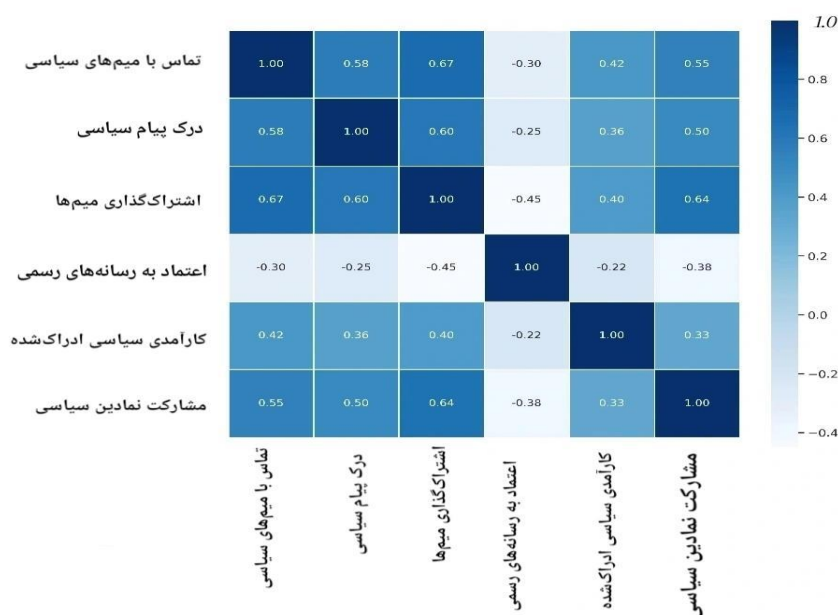 1.0
تماس با میم‌های سیاسی 1.00 0.58 0.67 -0.30 0.42 0.55
0.8
درک پیام سیاسی 0.58 1.00 0.60 -0.25 0.36 0.50
0.6
اشتراک‌گذاری میم‌ها 0.67 0.60 1.00 -0.45 0.40 0.64
0.4
0.2
اعتماد به رسانه‌های رسمی -0.30 -0.25 -0.45 1.00 -0.22 -0.38
0.0
کارآمدی سیاسی ادراک‌شده 0.42 0.36 0.40 -0.22 1.00 0.33
−0.2
مشارکت نمادین سیاسی 0.55 0.50 0.64 -0.38 0.33 1.00
−0.4
تماس با میم‌های سیاسی
درک پیام سیاسی
اشتراک‌گذاری میم‌ها
اعتماد به رسانه‌های رسمی
کارآمدی سیاسی ادراک‌شده
مشارکت نمادین سیاسی